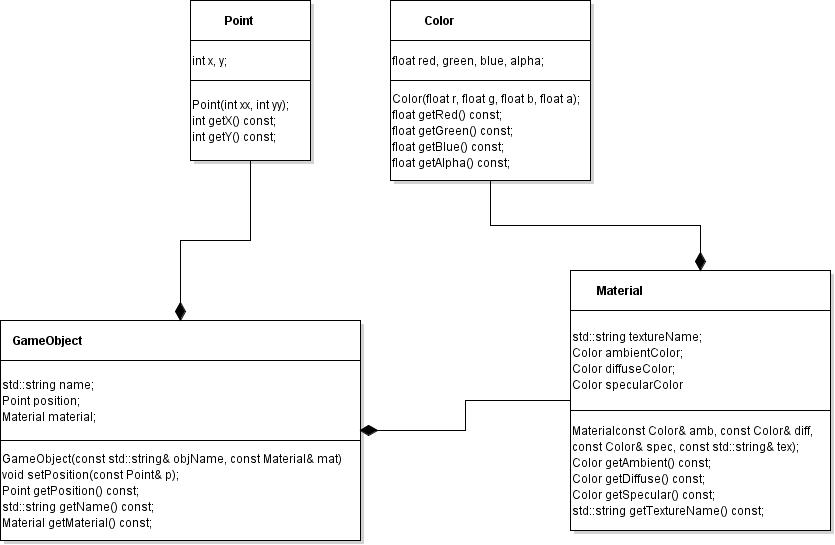 Point
int x, y;
Point(int xx, int yy);
int getX() const;
int getY() const;
Color
float red, green, blue, alpha;
Color(float r, float g, float b, float a);
float getRed() const;
float getGreen() const;
float getBlue() const;
float getAlpha() const;
GameObject
std::string name;
Point position;
Material material;
GameObject(const std::string& objName, const Material& mat)
void setPosition(const Point& p);
Point getPosition() const;
std::string getName() const;
Material getMaterial() const;
Material
std::string textureName;
Color ambientColor;
Color diffuseColor;
Color specularColor
Materialconst Color& amb, const Color& diff,
const Color& spec, const std::string& tex);
Color getAmbient() const;
Color getDiffuse() const;
Color getSpecular() const;
std::string getTextureName() const;